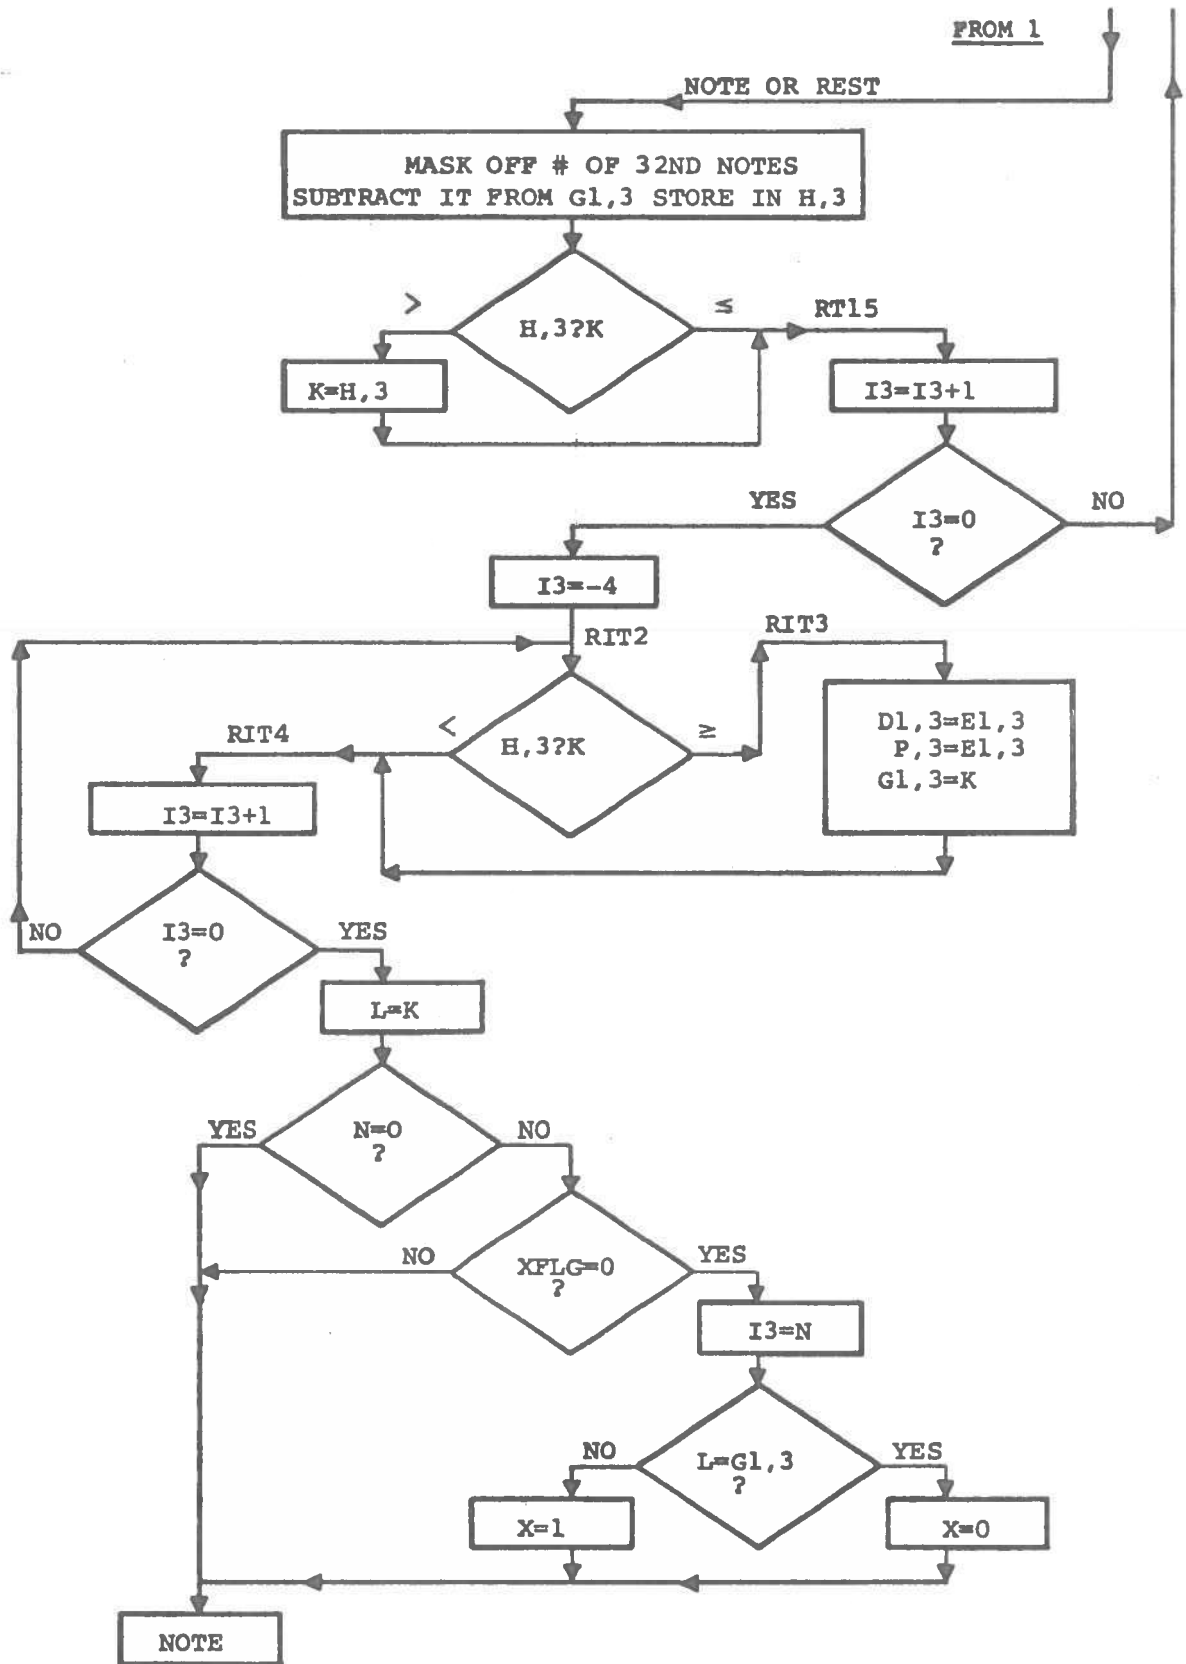 FROM 1
NOTE OR REST
MASK OFF # OF 32ND NOTES
SUBTRACT IT FROM G1,3 STORE IN H,3
>
H,3?K
≤
RT15
K=H,3
I3=I3+1
YES
I3=0
?
NO
I3=-4
RIT2
RIT3
RIT4
<
H,3?K
≥
D1,3=E1,3
P,3=E1,3
G1,3=K
I3=I3+1
NO
I3=0
?
YES
L=K
YES
N=0
?
NO
NO
XFLG=0
?
YES
I3=N
NO
L=G1,3
?
YES
X=1
X=0
NOTE